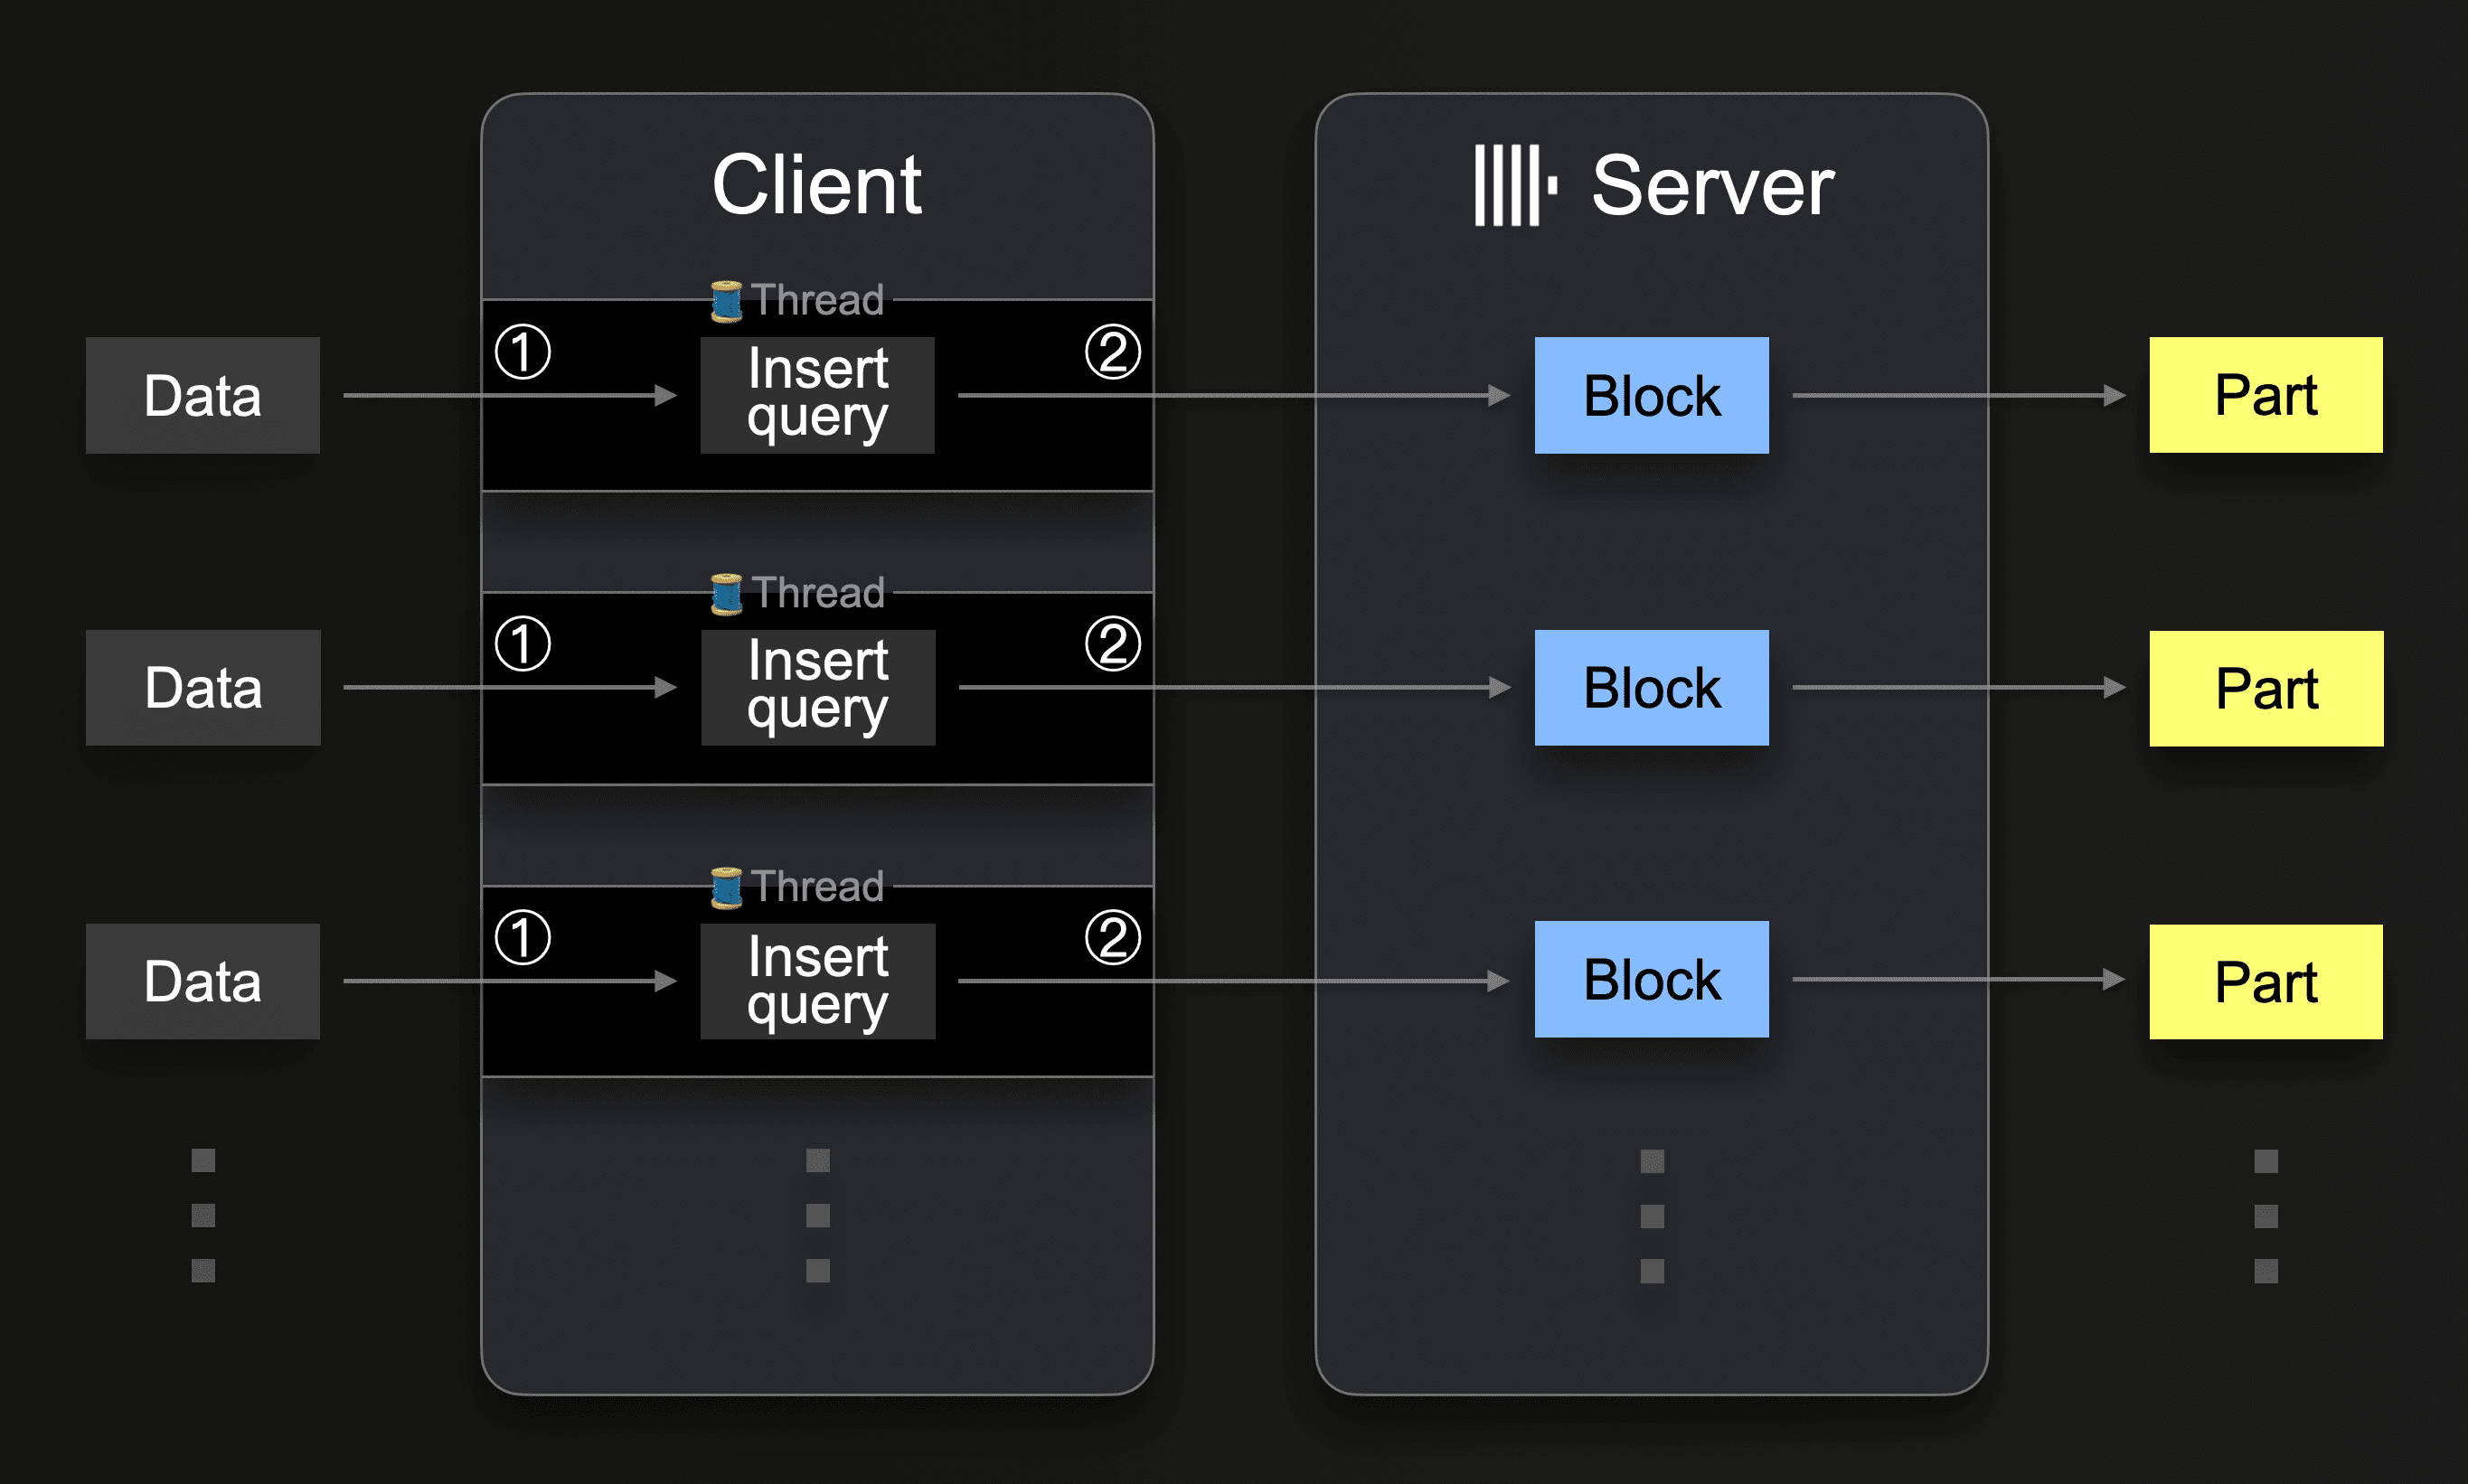 Client
Server
Thread
① ②
Data
Insert
query
Block
Part
Thread
① ②
Data
Insert
query
Block
Part
Thread
① ②
Data
Insert
query
Block
Part